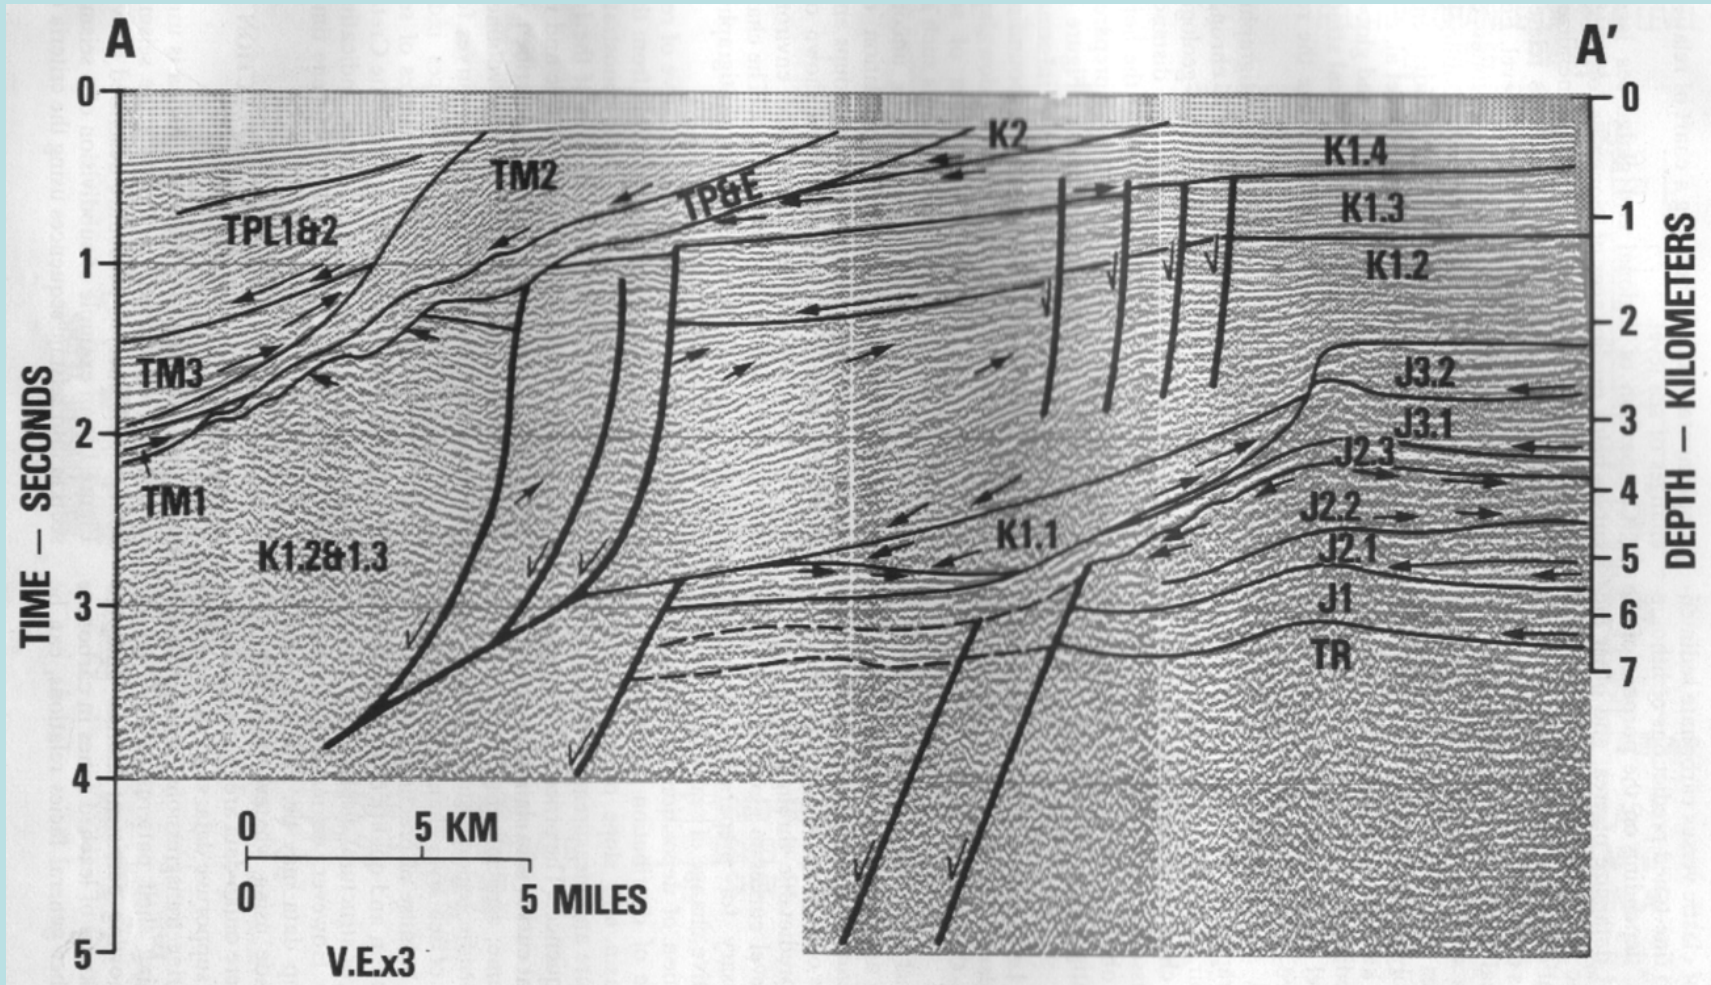 A
A'
0
1
2
3
4
5
TIME – SECONDS
0
1
2
3
4
5
6
7
DEPTH – KILOMETERS
K2
K1.4
TM2
TP&E
K1.3
TPL1&2
K1.2
TM3
J3.2
J3.1
J2.3
TM1
J2.2
K1.1
J2.1
K1.2&1.3
J1
TR
0 5 KM
0 5 MILES
V.E.x3